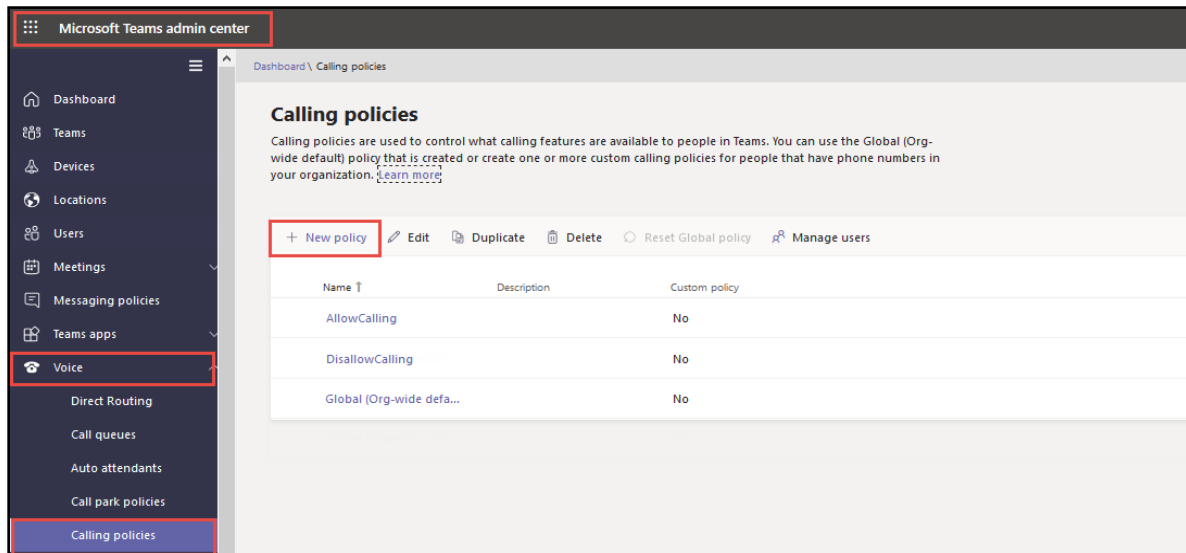 Microsoft Teams admin center
Dashboard \ Calling policies
Dashboard
Teams
Devices
Locations
Users
Meetings
Messaging policies
Teams apps
Voice
Direct Routing
Call queues
Auto attendants
Call park policies
Calling policies
Calling policies
Calling policies are used to control what calling features are available to people in Teams. You can use the Global (Org-
wide default) policy that is created or create one or more custom calling policies for people that have phone numbers in
your organization. Learn more
+ New policy Edit Duplicate Delete Reset Global policy Manage users
Name ↑ Description Custom policy
AllowCalling No
DisallowCalling No
Global (Org-wide defa... No